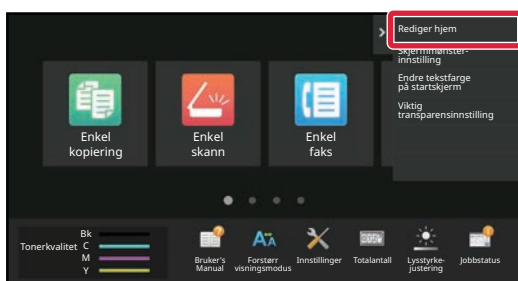 Rediger hjem
Skjermmønster-
innstilling
Endre tekstfarge
på startskjerm
Viktig
transparensinnstilling
Enkel
kopiering
Enkel
skann
Enkel
faks
Tonerkvalitet
Bk
C
M
Y
Bruker's
Manual
Forstørr
visningsmodus
Innstillinger
Totalantall
Lysstyrke-
justering
Jobbstatus